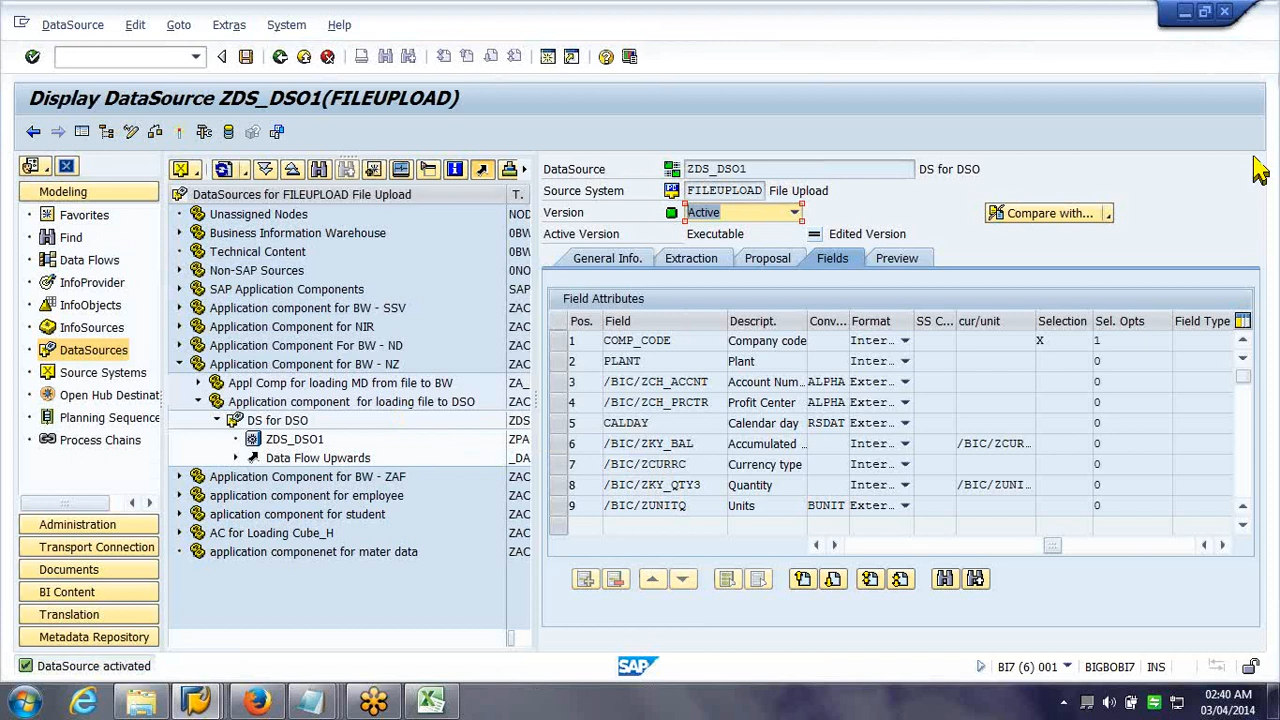 DataSource Edit Goto Extras System Help
Display DataSource ZDS_DSO1(FILEUPLOAD)
Modeling
Favorites
Find
Data Flows
InfoProvider
InfoObjects
InfoSources
DataSources
Source Systems
Open Hub Destinat
Planning Sequence
Process Chains
Administration
Transport Connection
Documents
BI Content
Translation
Metadata Repository
DataSources for FILEUPLOAD File Upload T.
Unassigned Nodes NOD
Business Information Warehouse 0BW
Technical Content 0BW
Non-SAP Sources 0NO
SAP Application Components SAP
Application component for BW - SSV ZAC
Application Component for NIR ZAC
Application Component For BW - ND ZAC
Application Component for BW - NZ ZAC
Appl Comp for loading MD from file to BW ZA_
Application component for loading file to DSO ZAC
DS for DSO ZDS
ZDS_DSO1 ZPA
Data Flow Upwards _DA
Application Component for BW - ZAF ZAC
application component for employee ZAC
aplication component for student ZAC
AC for Loading Cube_H ZAC
application componenet for mater data ZAC
DataSource ZDS_DSO1 DS for DSO
Source System FILEUPLOAD File Upload
Version Active Compare with...
Active Version Executable = Edited Version
General Info. Extraction Proposal Fields Preview
Field Attributes
Pos. Field Descript. Conv... Format SS C... cur/unit Selection Sel. Opts Field Type
1 COMP_CODE Company code Inter... X 1
2 PLANT Plant Inter... 0
3 /BIC/ZCH_ACCNT Account Num... ALPHA Exter... 0
4 /BIC/ZCH_PRCTR Profit Center ALPHA Exter... 0
5 CALDAY Calendar day RSDAT Exter... 0
6 /BIC/ZKY_BAL Accumulated ... Inter... /BIC/ZCUR... 0
7 /BIC/ZCURRC Currency type Inter... 0
8 /BIC/ZKY_QTY3 Quantity Inter... /BIC/ZUNI... 0
9 /BIC/ZUNITQ Units BUNIT Exter... 0
DataSource activated SAP BI7 (6) 001 BIGBOBI7 INS
02:40 AM
03/04/2014